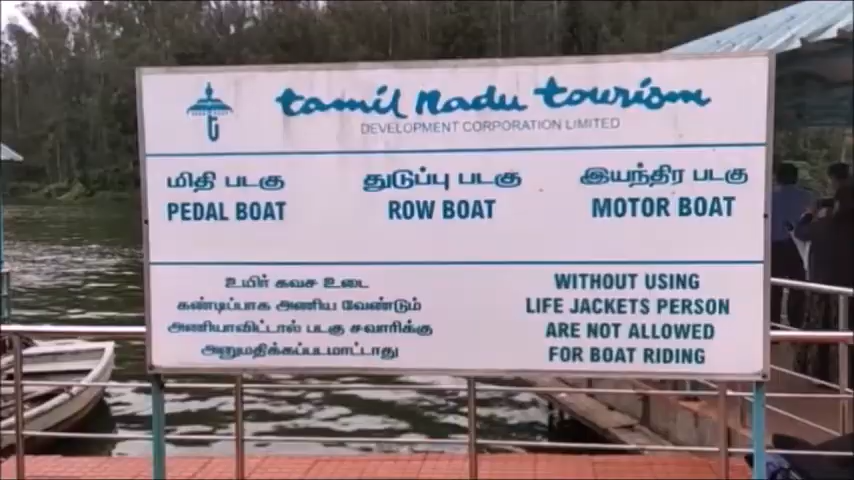 tamil nadu tourism
DEVELOPMENT CORPORATION LIMITED
மிதி படகு
PEDAL BOAT
துடுப்பு படகு
ROW BOAT
இயந்திர படகு
MOTOR BOAT
உயிர் கவச உடை
கண்டிப்பாக அணிய வேண்டும்
அணியாவிட்டால் படகு சவாரிக்கு
அனுமதிக்கப்படமாட்டாது
WITHOUT USING
LIFE JACKETS PERSON
ARE NOT ALLOWED
FOR BOAT RIDING